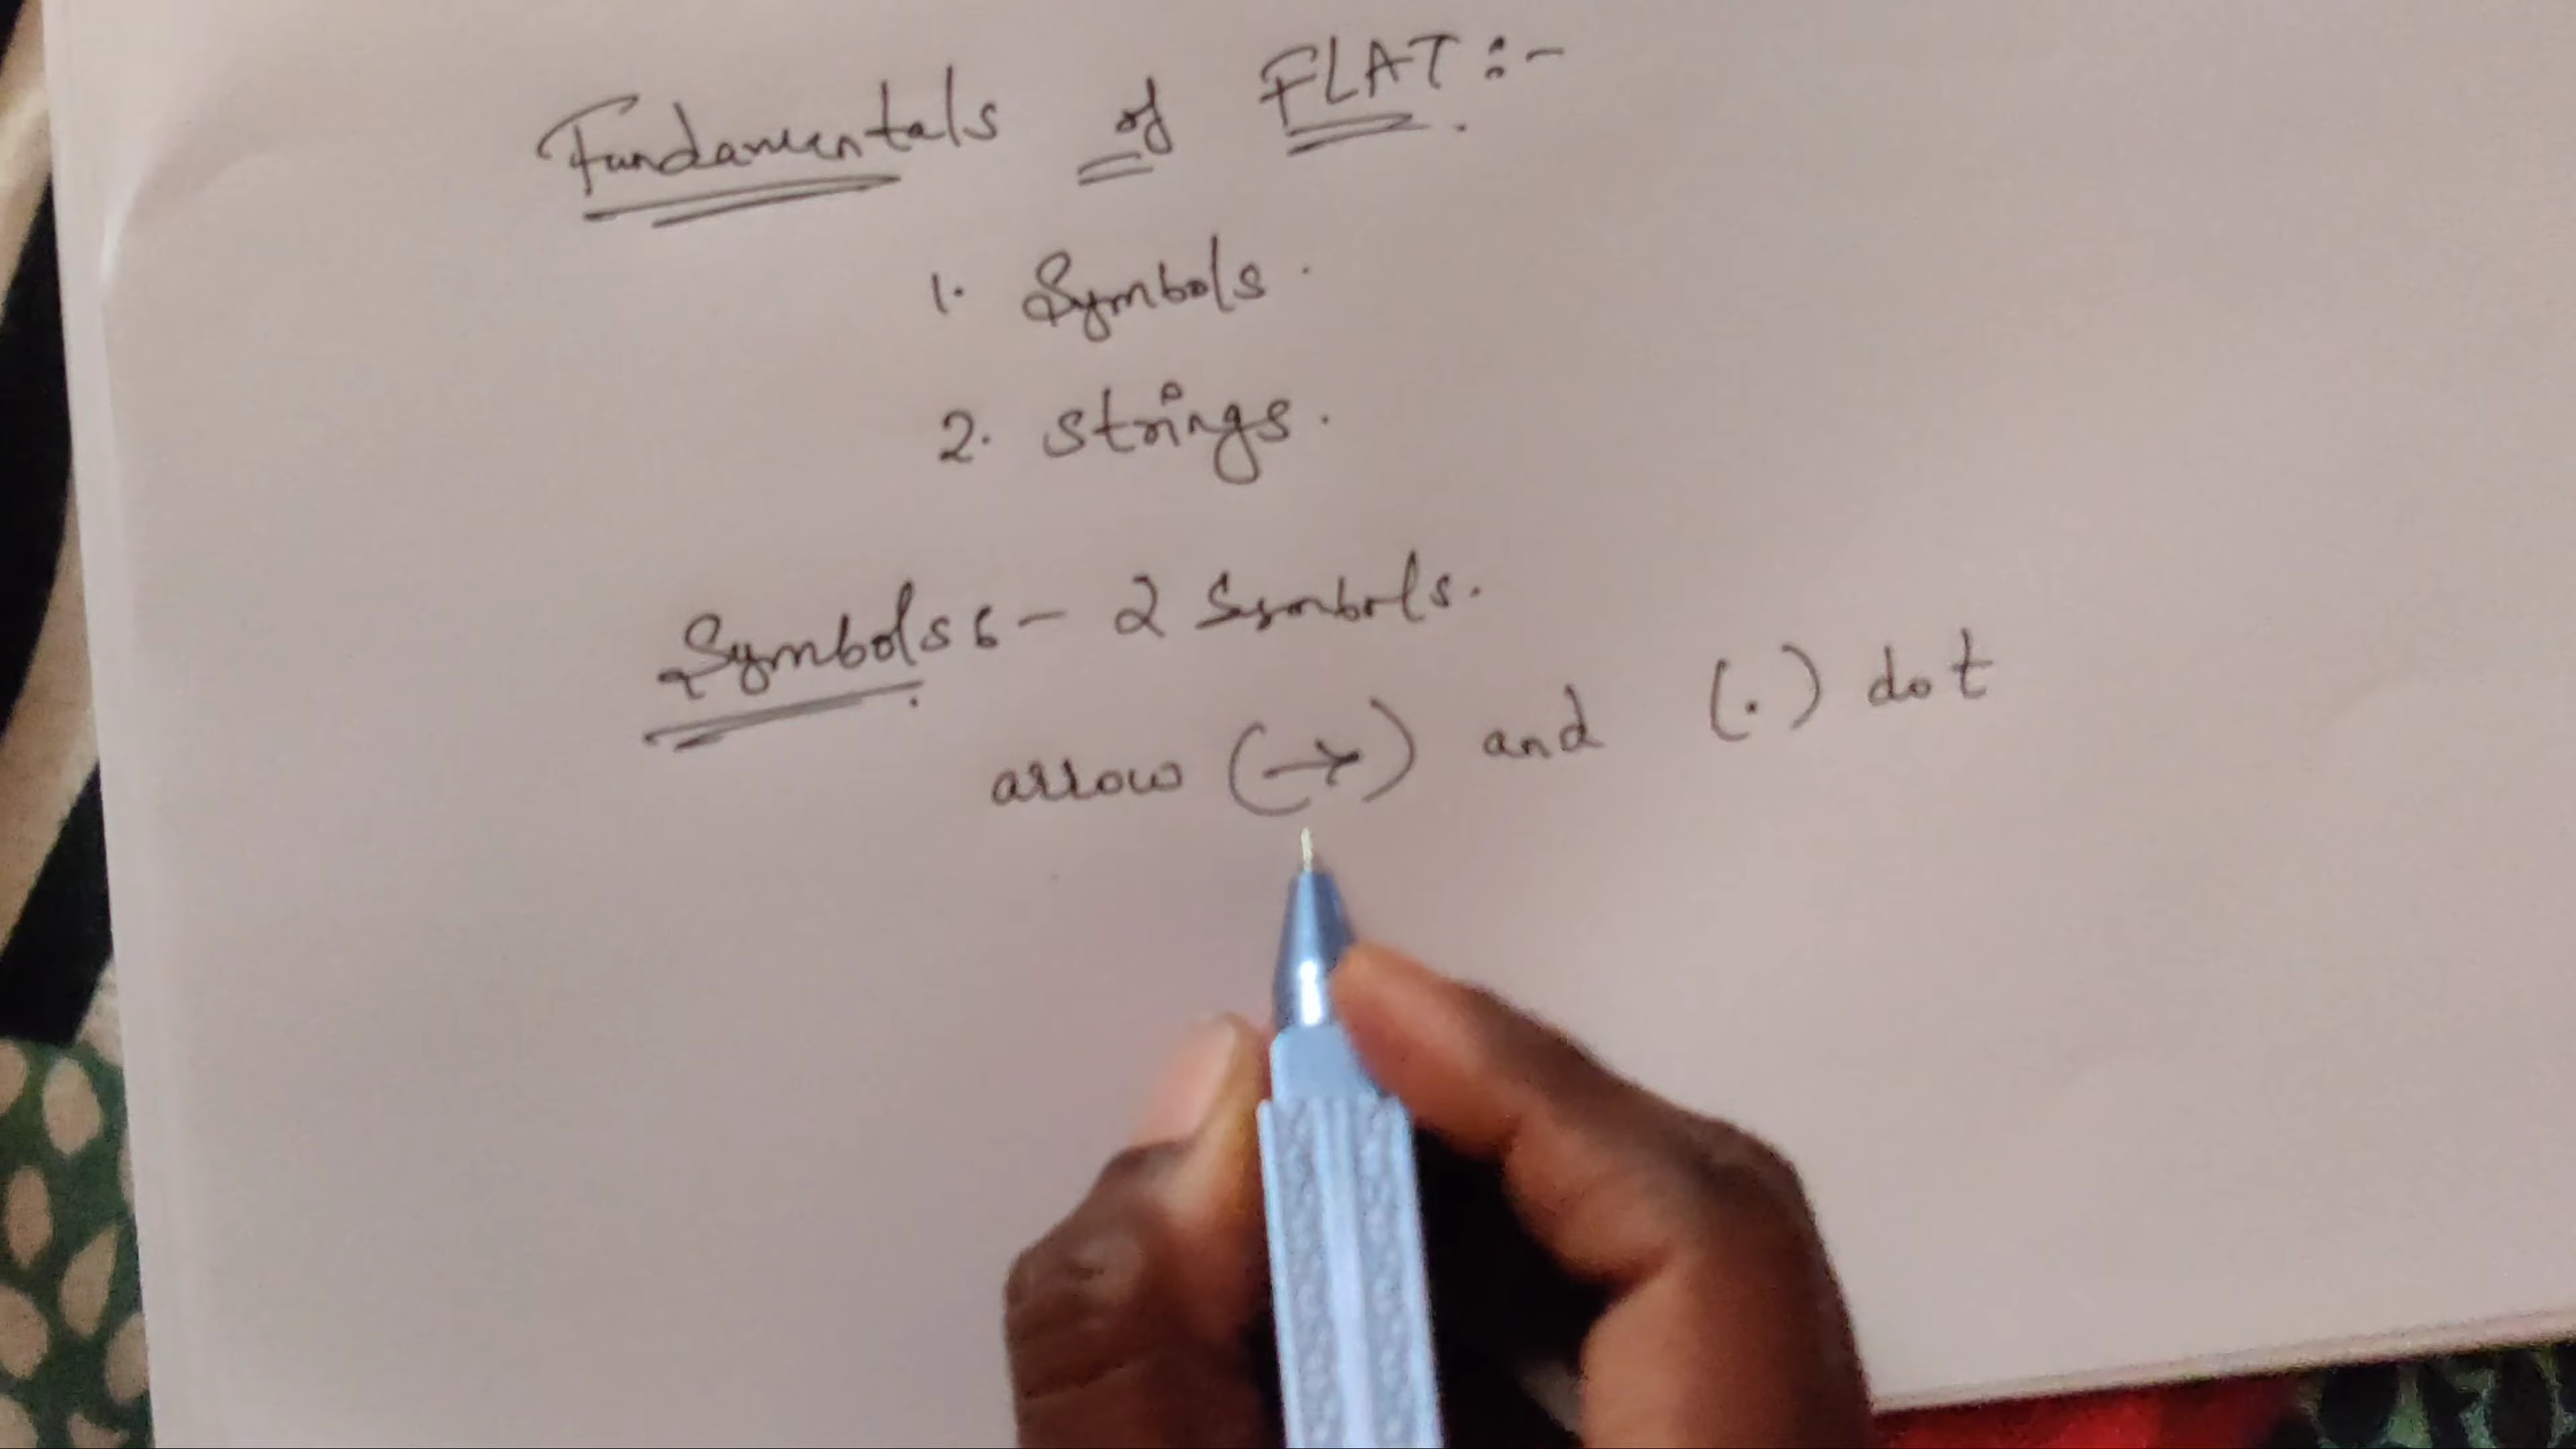 Fundamentals of FLAT :-
1. Symbols.
2. strings.
Symbols :- 2 Symbols.
arrow (→) and (.) dot